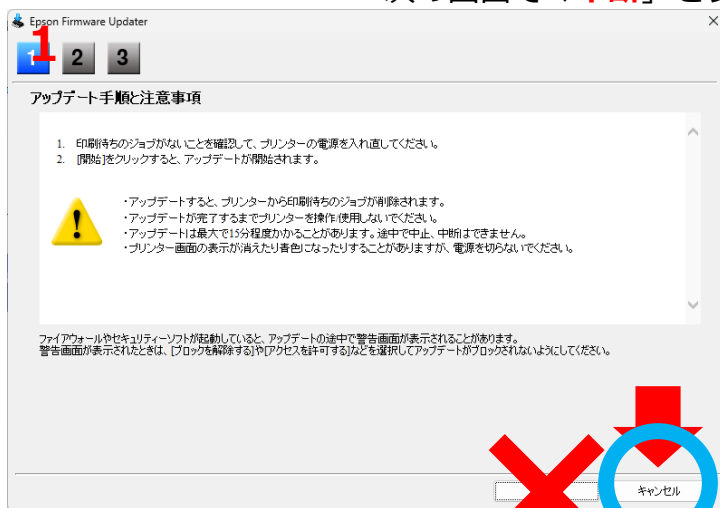 Epson Firmware Updater
1
1 2 3
アップデート手順と注意事項
1. 印刷待ちのジョブがないことを確認して、プリンターの電源を入れ直してください。
2. [開始]をクリックすると、アップデートが開始されます。
・アップデートすると、プリンターから印刷待ちのジョブが削除されます。
・アップデートが完了するまでプリンターを操作/使用しないでください。
・アップデートは最大で15分程度かかることがあります。途中で中止、中断はできません。
・プリンター画面の表示が消えたり青色になったりすることがありますが、電源を切らないでください。
ファイアウォールやセキュリティーソフトが起動していると、アップデートの途中で警告画面が表示されることがあります。
警告画面が表示されたときは、[ブロックを解除する]や[アクセスを許可する]などを選択してアップデートがブロックされないようにしてください。
キャンセル